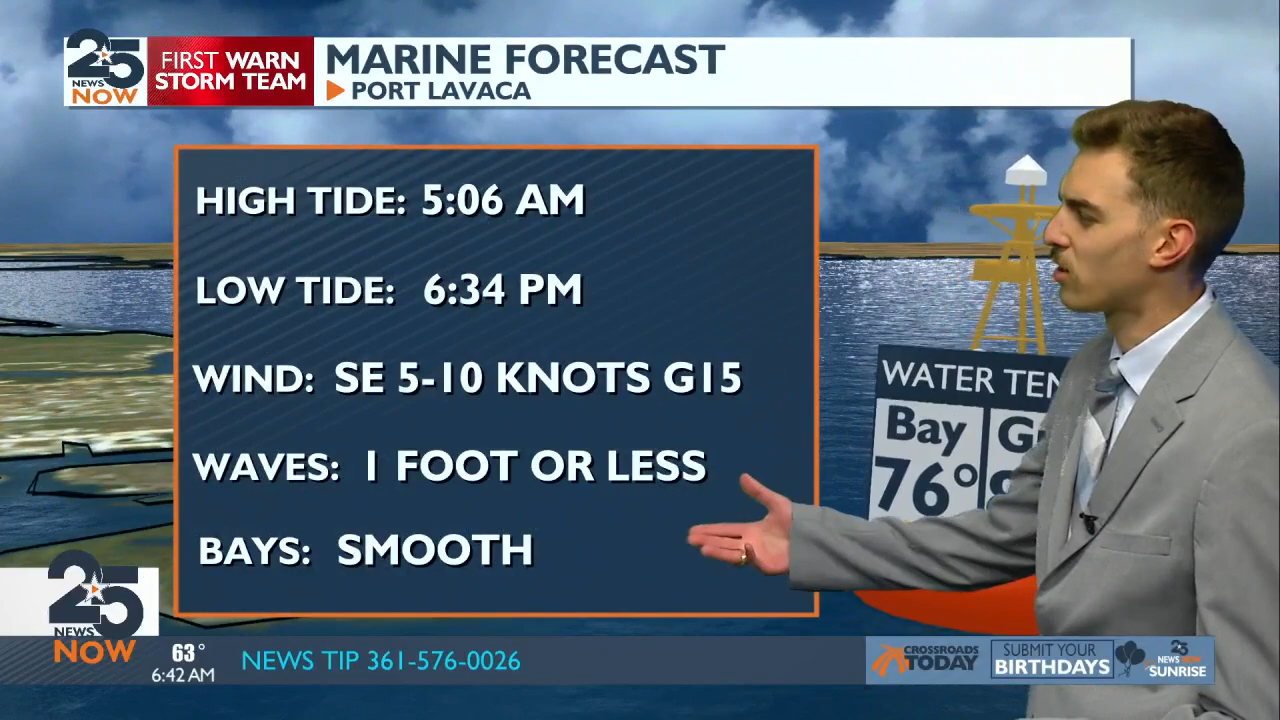 25
NEWS
NOW
FIRST WARN
STORM TEAM
MARINE FORECAST
PORT LAVACA
HIGH TIDE: 5:06 AM
LOW TIDE: 6:34 PM
WIND: SE 5-10 KNOTS G15
WAVES: 1 FOOT OR LESS
BAYS: SMOOTH
WATER
Bay
76°
25
NEWS
NOW
63°
6:42 AM
NEWS TIP 361-576-0026
CROSSROADS
TODAY
SUBMIT YOUR
BIRTHDAYS
25
NEWS NOW
SUNRISE